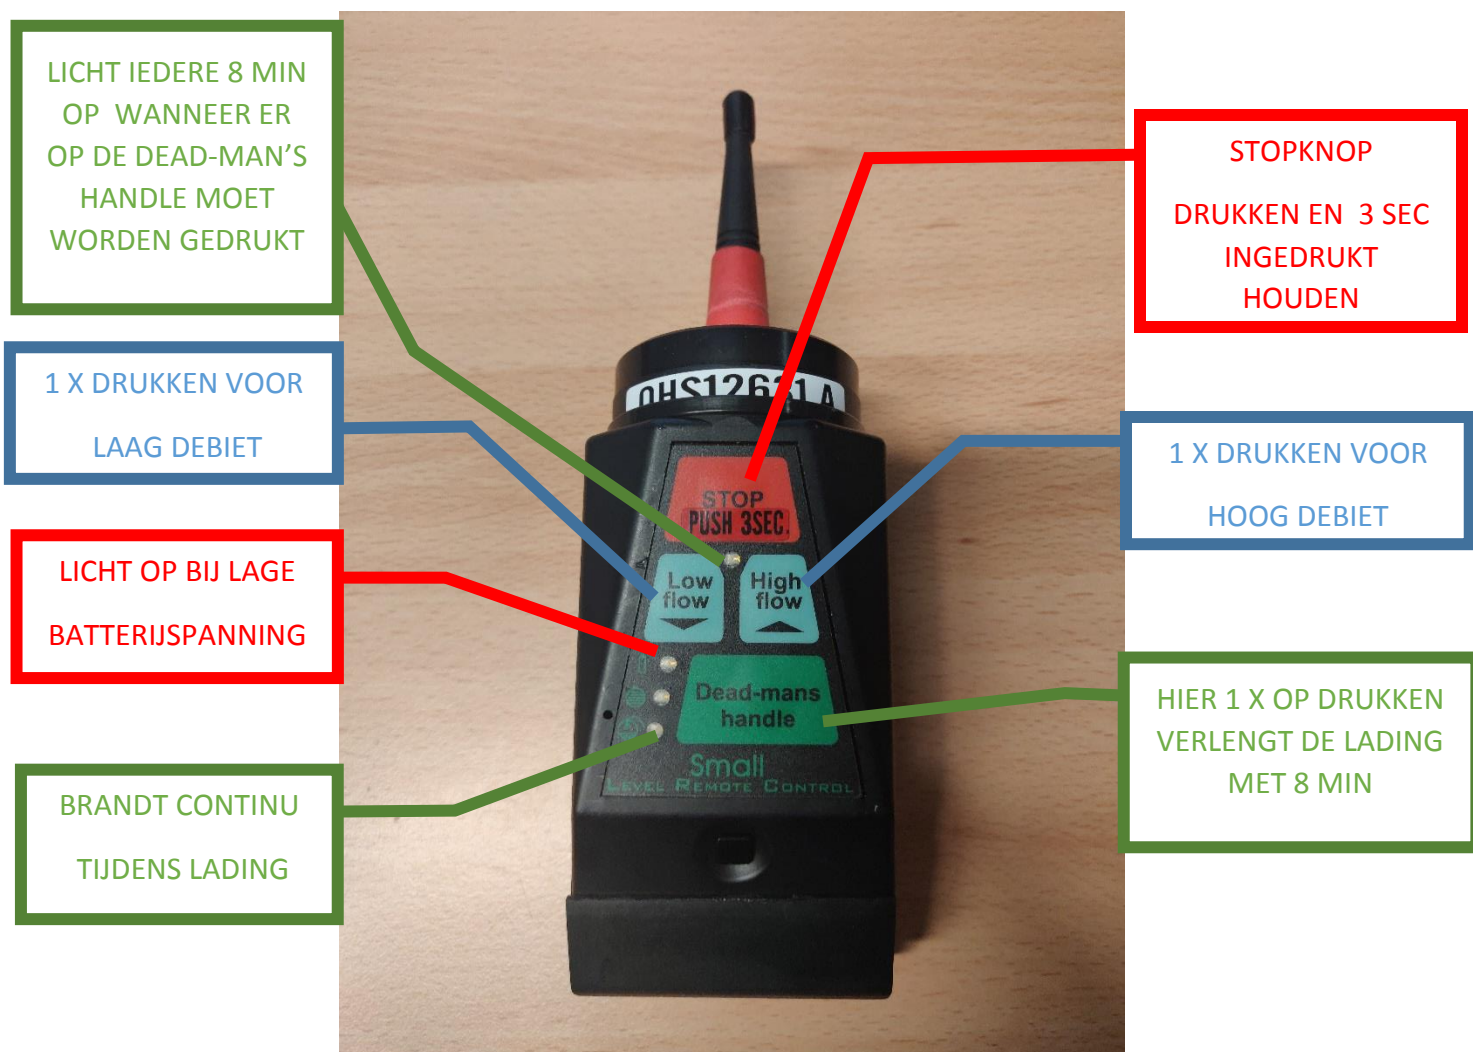 LICHT IEDERE 8 MIN
OP WANNEER ER
OP DE DEAD-MAN’S
HANDLE MOET
WORDEN GEDRUKT
STOPKNOP
DRUKKEN EN 3 SEC
INGEDRUKT
HOUDEN
1 X DRUKKEN VOOR
LAAG DEBIET
1 X DRUKKEN VOOR
HOOG DEBIET
LICHT OP BIJ LAGE
BATTERIJSPANNING
HIER 1 X OP DRUKKEN
VERLENGT DE LADING
MET 8 MIN
BRANDT CONTINU
TIJDENS LADING
OHS12631 A
STOP
PUSH 3SEC.
Low
flow
High
flow
Dead-mans
handle
Small
LEVEL REMOTE CONTROL